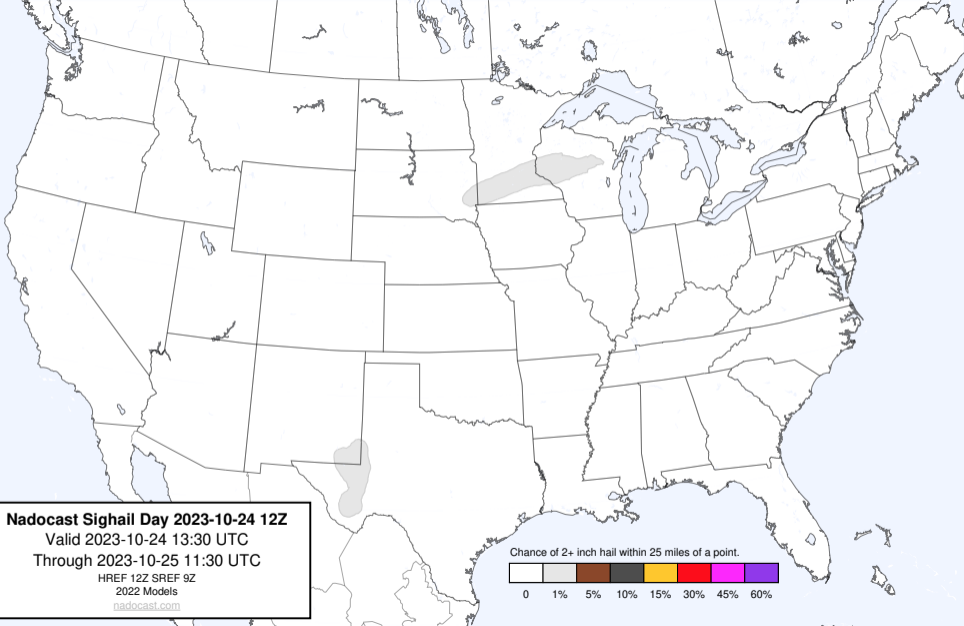 Nadocast Sighail Day 2023-10-24 12Z
Valid 2023-10-24 13:30 UTC
Through 2023-10-25 11:30 UTC
HREF 12Z SREF 9Z
2022 Models
nadocast.com
Chance of 2+ inch hail within 25 miles of a point.
0 1% 5% 10% 15% 30% 45% 60%